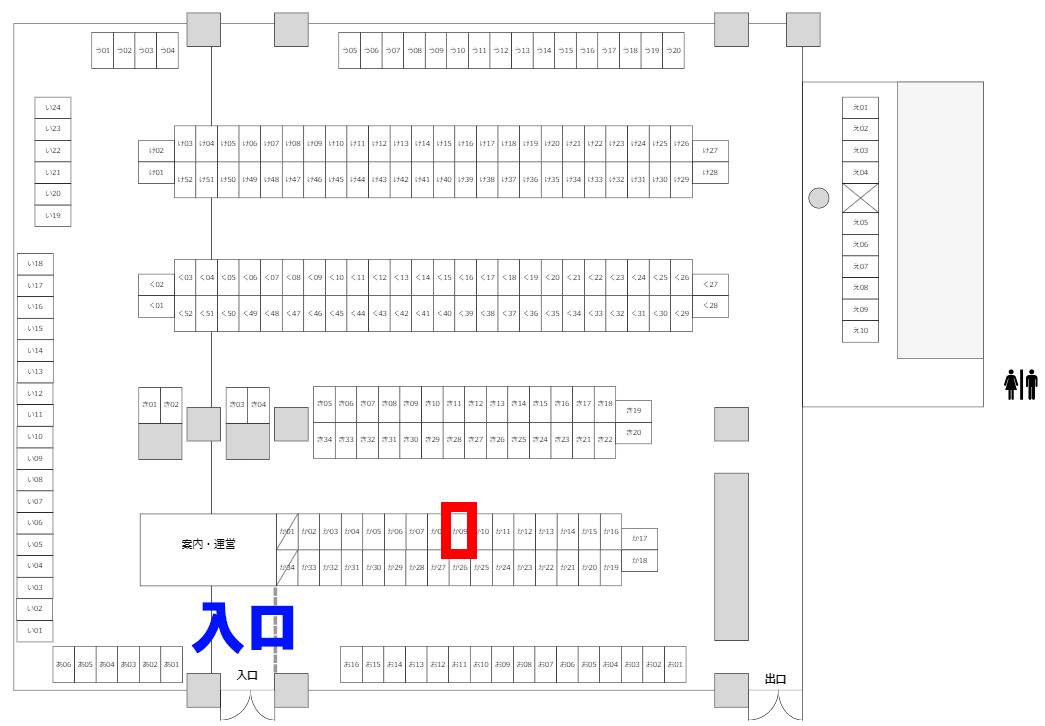 う01 う02 う03 う04 う05 う06 う07 う08 う09 う10 う11 う12 う13 う14 う15 う16 う17 う18 う19 う20
い24
い23
い22
い21
い20
い19
い18
い17
い16
い15
い14
い13
い12
い11
い10
い09
い08
い07
い06
い05
い04
い03
い02
い01
け02
け01
け03 け04 け05 け06 け07 け08 け09 け10 け11 け12 け13 け14 け15 け16 け17 け18 け19 け20 け21 け22 け23 け24 け25 け26
け52 け51 け50 け49 け48 け47 け46 け45 け44 け43 け42 け41 け40 け39 け38 け37 け36 け35 け34 け33 け32 け31 け30 け29
け27
け28
え01
え02
え03
え04
え05
え06
え07
え08
え09
え10
く02
く01
く03 く04 く05 く06 く07 く08 く09 く10 く11 く12 く13 く14 く15 く16 く17 く18 く19 く20 く21 く22 く23 く24 く25 く26
く52 く51 く50 く49 く48 く47 く46 く45 く44 く43 く42 く41 く40 く39 く38 く37 く36 く35 く34 く33 く32 く31 く30 く29
く27
く28
き01 き02 き03 き04
き05 き06 き07 き08 き09 き10 き11 き12 き13 き14 き15 き16 き17 き18
き34 き33 き32 き31 き30 き29 き28 き27 き26 き25 き24 き23 き22 き21
き19
き20
案内・運営
か01 か02 か03 か04 か05 か06 か07 か08 か09 か10 か11 か12 か13 か14 か15 か16
か34 か33 か32 か31 か30 か29 か28 か27 か26 か25 か24 か23 か22 か21 か20 か19
か17
か18
入口
あ06 あ05 あ04 あ03 あ02 あ01
お16 お15 お14 お13 お12 お11 お10 お09 お08 お07 お06 お05 お04 お03 お02 お01
入口
出口